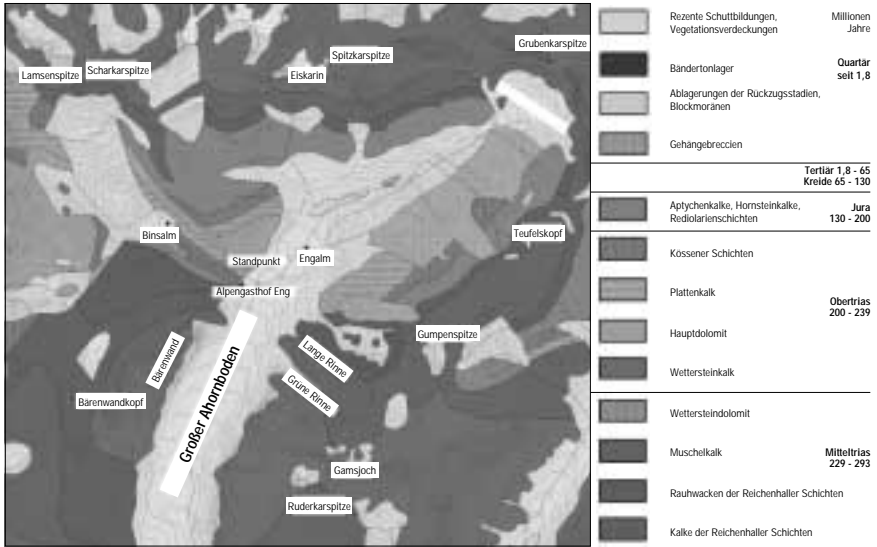 Grubenkarspitze
Spitzkarspitze
Lamsenspitze
Scharkarspitze
Eiskarin
Binsalm
Teufelskopf
Standpunkt
Engalm
Alpengasthof Eng
Gumpenspitze
Bärenwand
Lange Rinne
Großer Ahornboden
Grüne Rinne
Bärenwandkopf
Gamsjoch
Ruderkarspitze
Rezente Schuttbildungen,
Vegetationsverdeckungen
Millionen
Jahre
Bändertonlager
Quartär
seit 1,8
Ablagerungen der Rückzugsstadien,
Blockmoränen
Gehängebreccien
Tertiär 1,8 - 65
Kreide 65 - 130
Aptychenkalke, Hornsteinkalke,
Rediolarienschichten
Jura
130 - 200
Kössener Schichten
Plattenkalk
Obertrias
200 - 239
Hauptdolomit
Wettersteinkalk
Wettersteindolomit
Muschelkalk
Mitteltrias
229 - 293
Rauhwacken der Reichenhaller Schichten
Kalke der Reichenhaller Schichten